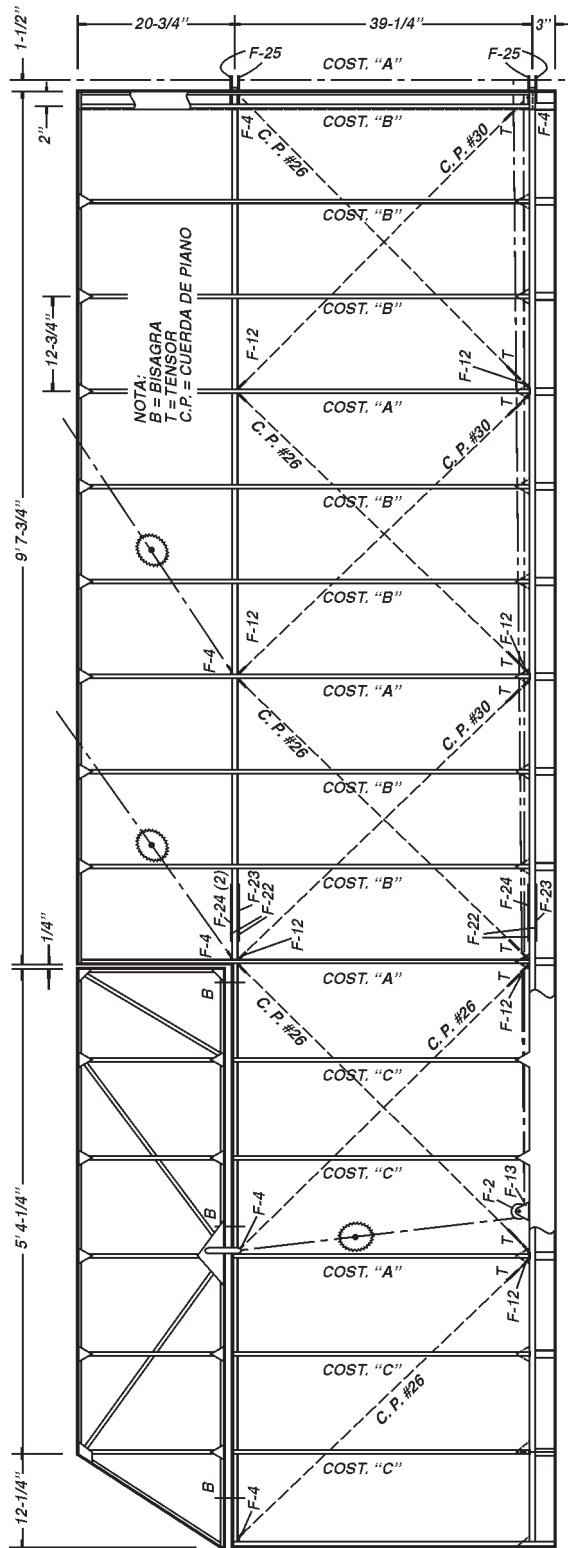 20-3/4"
39-1/4"
3"
1-1/2"
F-25
F-25
COST. "A"
2"
F-4
C. P. #26
COST. "B"
C. P. #30
T
F-4
COST. "B"
12-3/4"
NOTA:
B = BISAGRA
T = TENSOR
C.P. = CUERDA DE PIANO
COST. "B"
F-12
F-12
T
T
COST. "A"
C. P. #26
C. P. #30
9' 7-3/4"
COST. "B"
COST. "B"
F-12
F-12
F-4
T
T
COST. "A"
C. P. #26
C. P. #30
COST. "B"
COST. "B"
F-24 (2)
F-23
F-22
F-24
F-23
F-22
1/4"
F-4
F-12
T
COST. "A"
T
B
F-12
C. P. #26
C. P. #26
COST. "C"
COST. "C"
F-2
F-13
B
F-4
T
5' 4-1/4"
COST. "A"
T
F-12
COST. "C"
C. P. #26
COST. "C"
B
F-4
12-1/4"